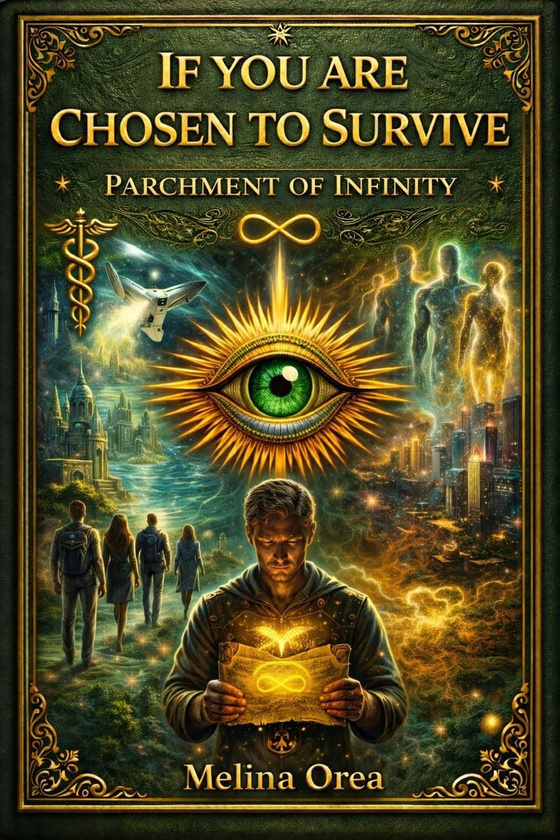 If you are
Chosen to Survive
Parchment of Infinity
Melina Orea